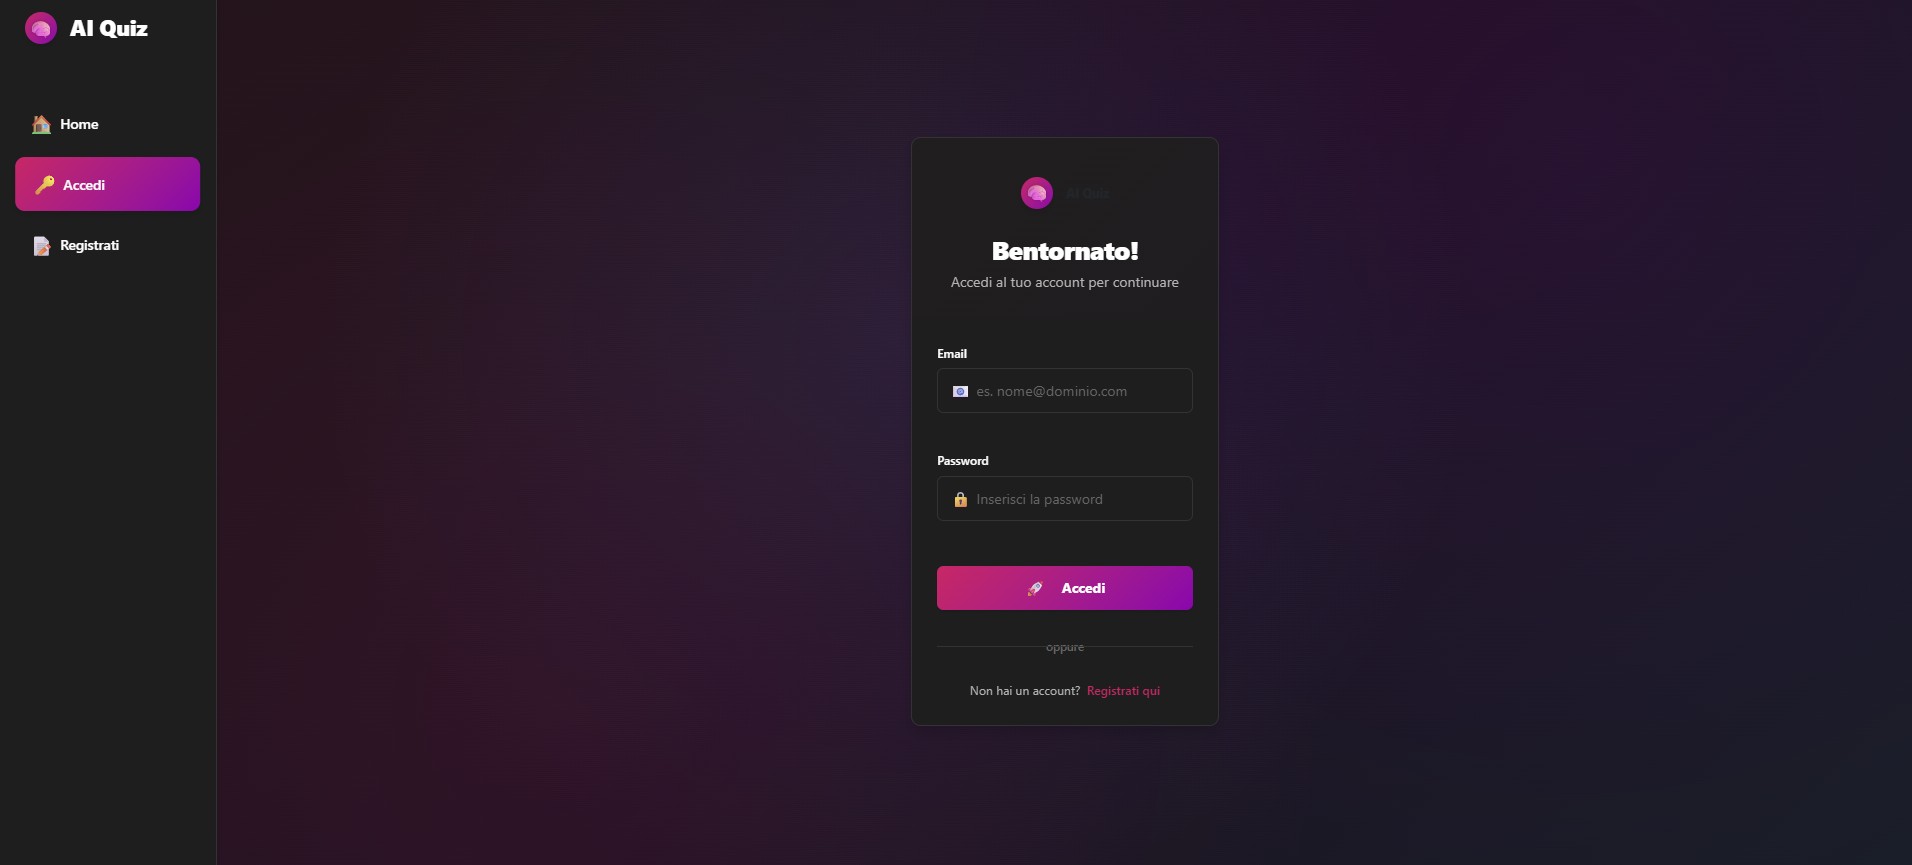 AI Quiz
Home
Accedi
Registrati
AI Quiz
Bentornato!
Accedi al tuo account per continuare
Email
es. nome@dominio.com
Password
Inserisci la password
Accedi
oppure
Non hai un account? Registrati qui